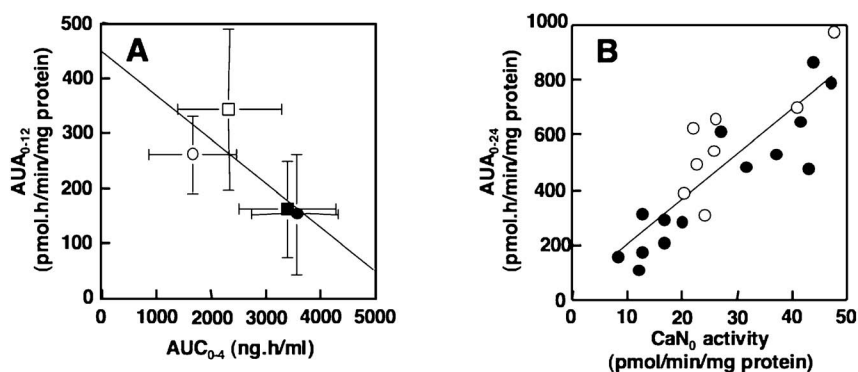 A
AUA0-12
(pmol.h/min/mg protein)
500
400
300
200
100
0
0 1000 2000 3000 4000 5000
AUC0-4 (ng.h/ml)
B
AUA0-24
(pmol.h/min/mg protein)
1000
800
600
400
200
0
0 10 20 30 40 50
CaN0 activity
(pmol/min/mg protein)